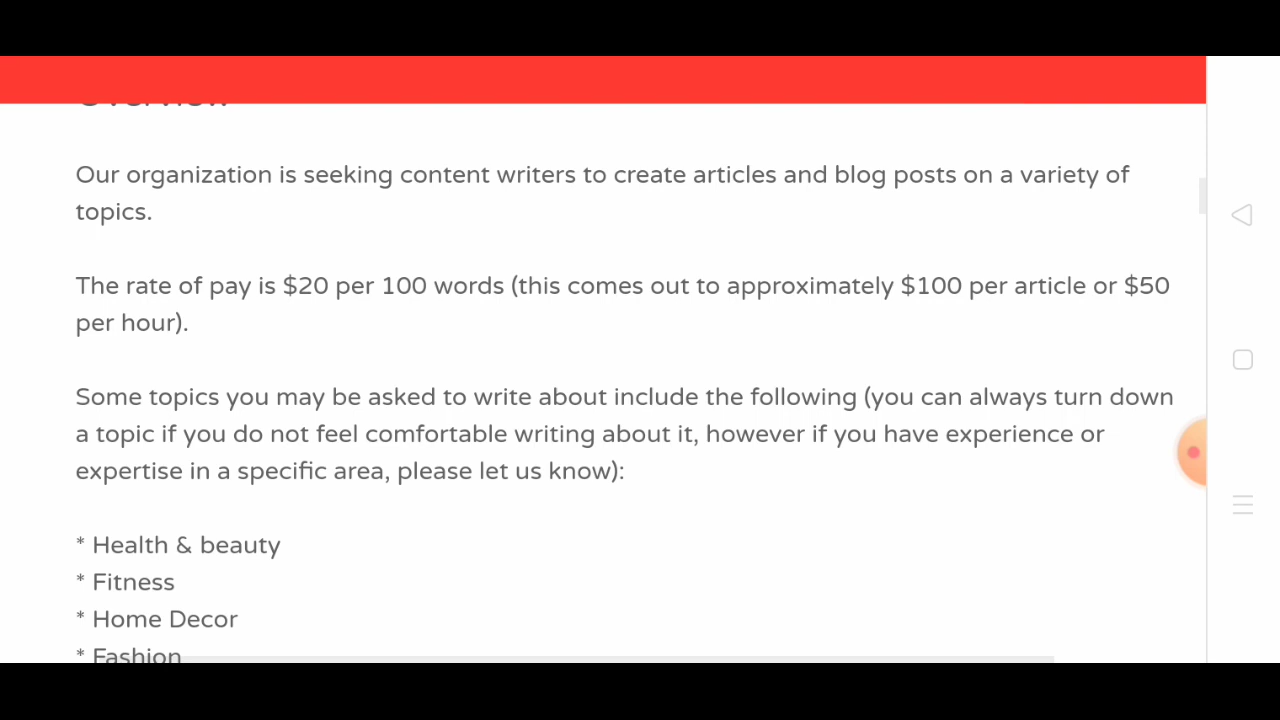 Overview
Our organization is seeking content writers to create articles and blog posts on a variety of
topics.
The rate of pay is $20 per 100 words (this comes out to approximately $100 per article or $50
per hour).
Some topics you may be asked to write about include the following (you can always turn down
a topic if you do not feel comfortable writing about it, however if you have experience or
expertise in a specific area, please let us know):
* Health & beauty
* Fitness
* Home Decor
* Fashion